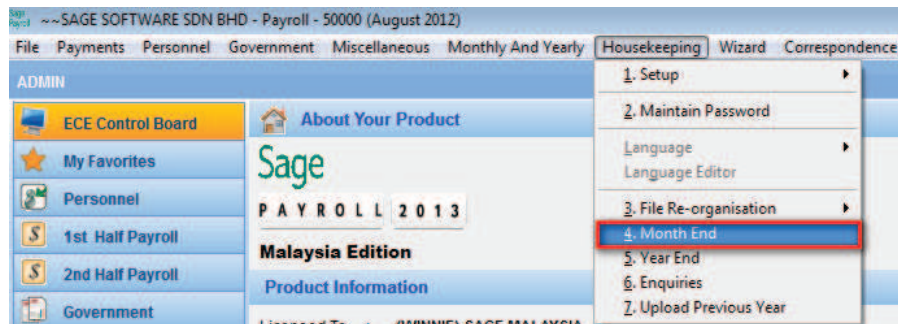 ~~SAGE SOFTWARE SDN BHD - Payroll - 50000 (August 2012)
File Payments Personnel Government Miscellaneous Monthly And Yearly Housekeeping Wizard Correspondence
ADMIN
ECE Control Board
My Favorites
Personnel
1st Half Payroll
2nd Half Payroll
Government
About Your Product
Sage
PAYROLL 2013
Malaysia Edition
Product Information
1. Setup
2. Maintain Password
Language
Language Editor
3. File Re-organisation
4. Month End
5. Year End
6. Enquiries
7. Upload Previous Year